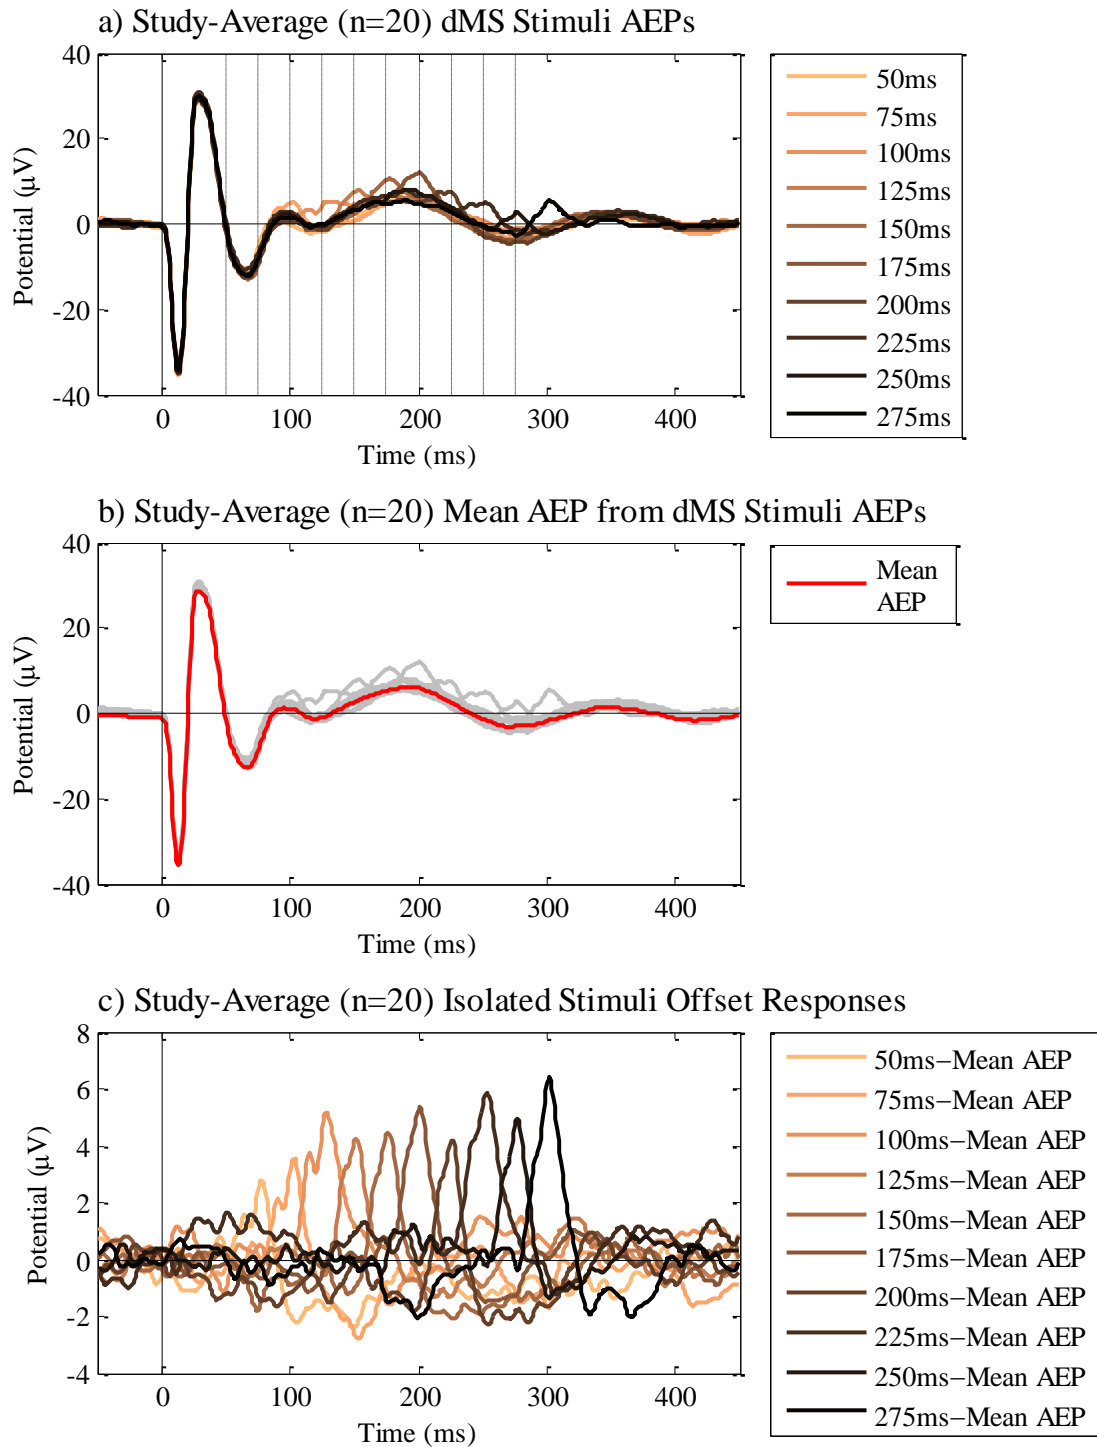 a) Study-Average (n=20) dMS Stimuli AEPs
40
20
0
-20
-40
Potential (µV)
0 100 200 300 400
Time (ms)
50ms
75ms
100ms
125ms
150ms
175ms
200ms
225ms
250ms
275ms
b) Study-Average (n=20) Mean AEP from dMS Stimuli AEPs
40
20
0
-20
-40
Potential (µV)
0 100 200 300 400
Time (ms)
Mean
AEP
c) Study-Average (n=20) Isolated Stimuli Offset Responses
8
6
4
2
0
-2
-4
Potential (µV)
0 100 200 300 400
Time (ms)
50ms−Mean AEP
75ms−Mean AEP
100ms−Mean AEP
125ms−Mean AEP
150ms−Mean AEP
175ms−Mean AEP
200ms−Mean AEP
225ms−Mean AEP
250ms−Mean AEP
275ms−Mean AEP